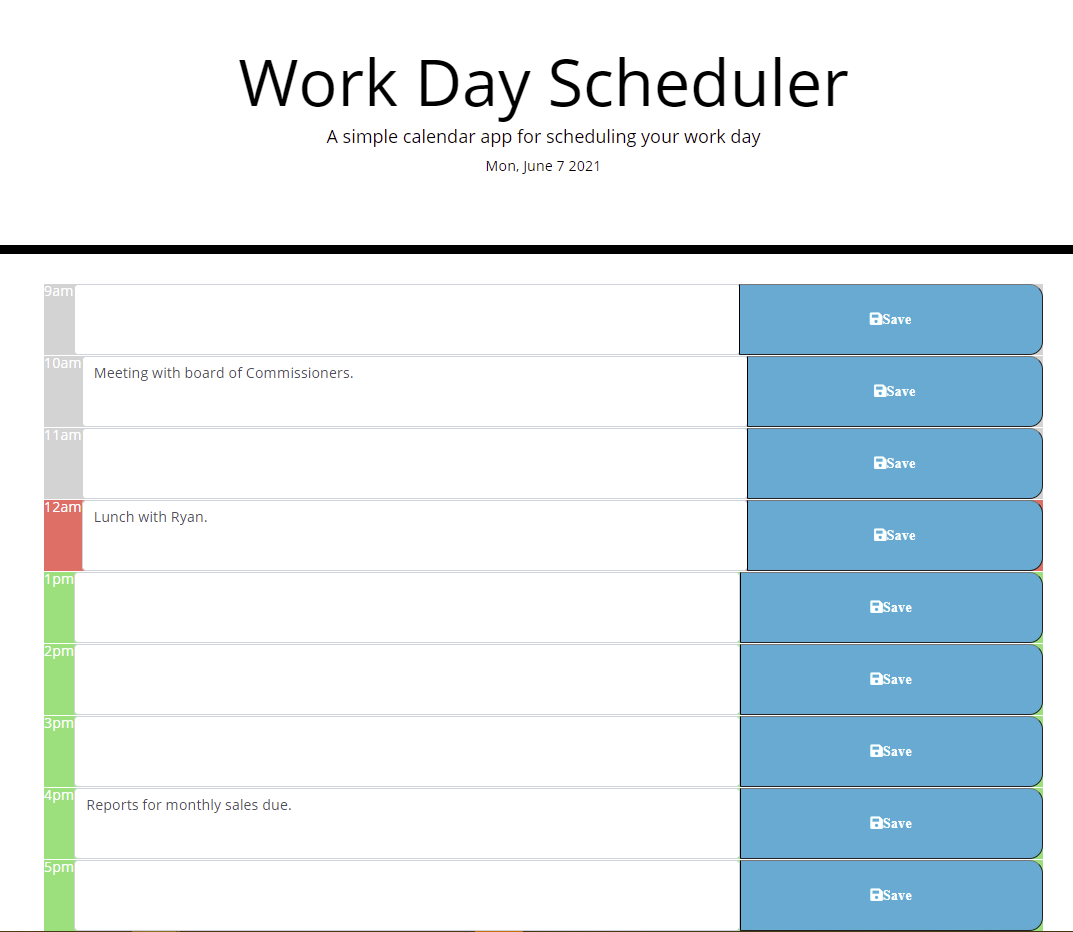 Work Day Scheduler
A simple calendar app for scheduling your work day
Mon, June 7 2021
9am Save
10am Meeting with board of Commissioners. Save
11am Save
12am Lunch with Ryan. Save
1pm Save
2pm Save
3pm Save
4pm Reports for monthly sales due. Save
5pm Save